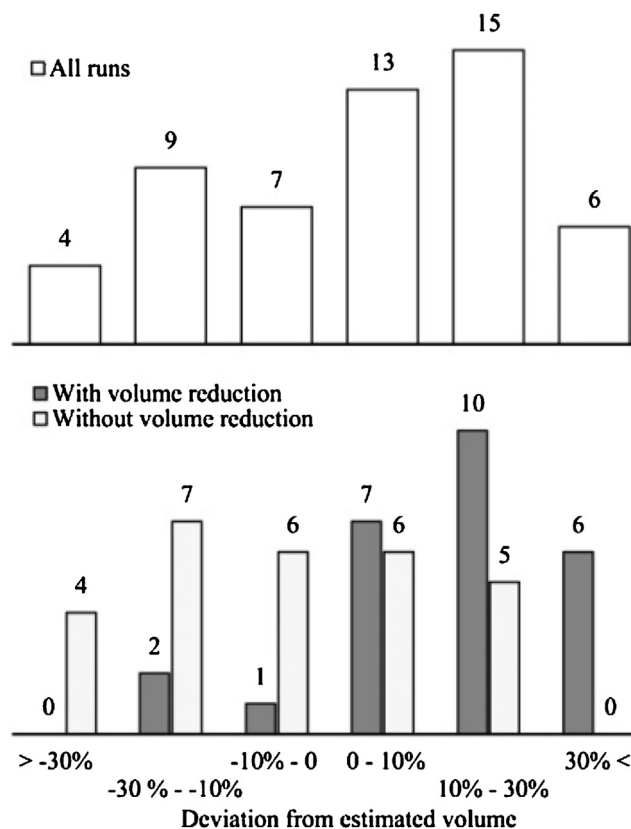 All runs
4
9
7
13
15
6
With volume reduction
Without volume reduction
0
4
2
7
1
6
7
6
10
5
6
0
> -30%
-30 % - -10%
-10% - 0
0 - 10%
10% - 30%
30% <
Deviation from estimated volume